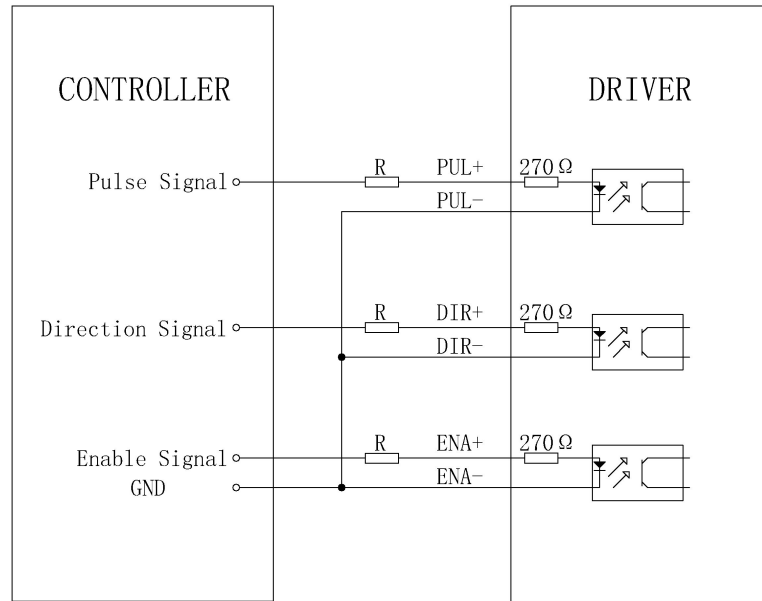 CONTROLLER
DRIVER
Pulse Signal
R
PUL+
270Ω
PUL-
Direction Signal
R
DIR+
270Ω
DIR-
Enable Signal
R
ENA+
270Ω
GND
ENA-